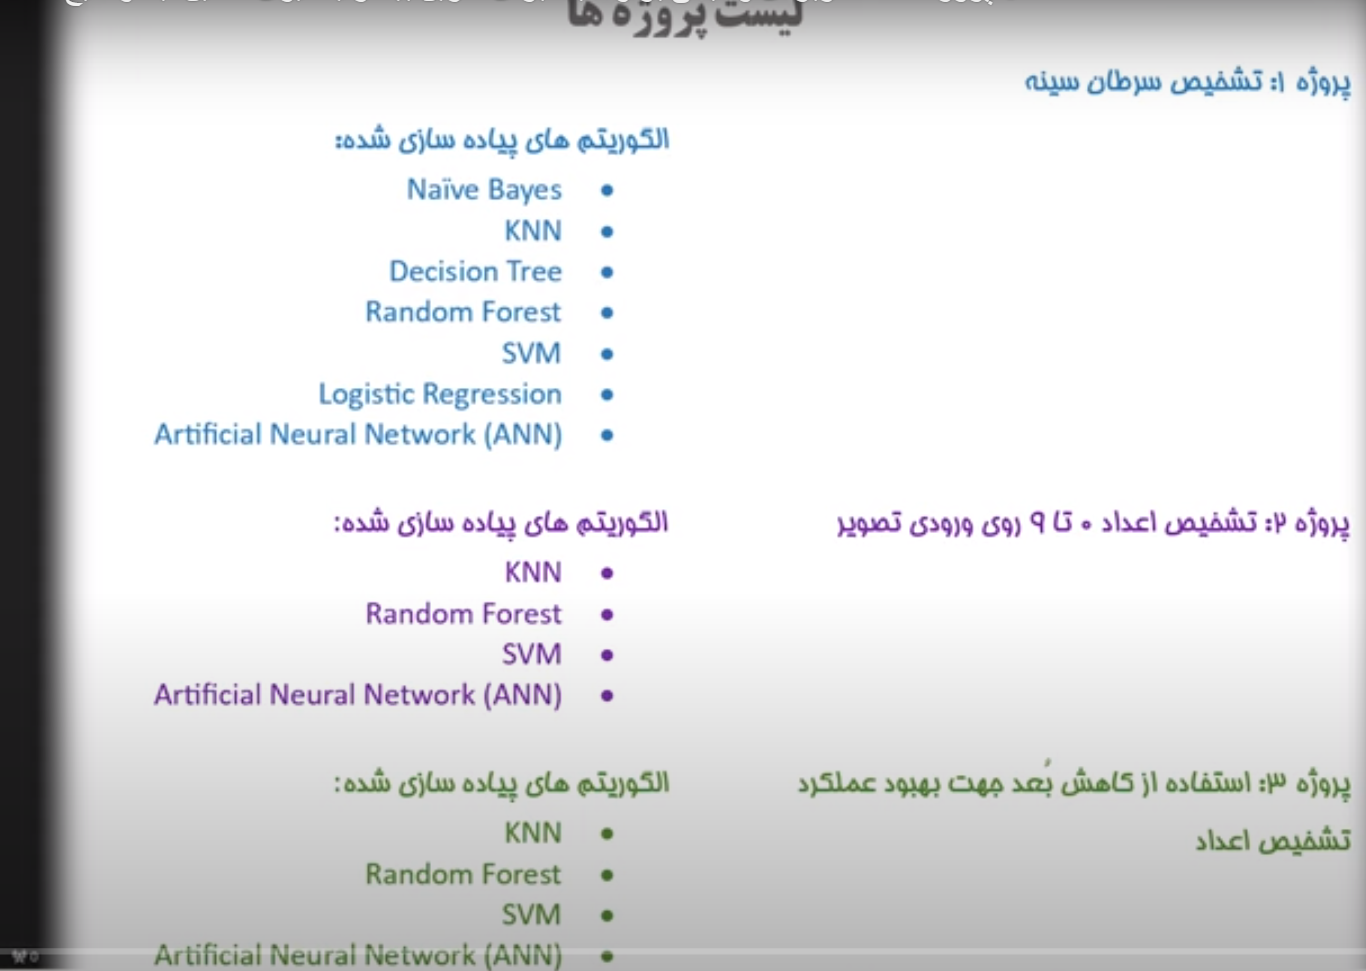 لیست پروژه ها
پروژه ۱: تشخیص سرطان سینه
الگوریتم های پیاده سازی شده:
Naïve Bayes
KNN
Decision Tree
Random Forest
SVM
Logistic Regression
Artificial Neural Network (ANN)
پروژه ۲: تشخیص اعداد ۰ تا ۹ روی ورودی تصویر
الگوریتم های پیاده سازی شده:
KNN
Random Forest
SVM
Artificial Neural Network (ANN)
پروژه ۳: استفاده از کاهش بُعد جهت بهبود عملکرد
تشخیص اعداد
الگوریتم های پیاده سازی شده:
KNN
Random Forest
SVM
Artificial Neural Network (ANN)